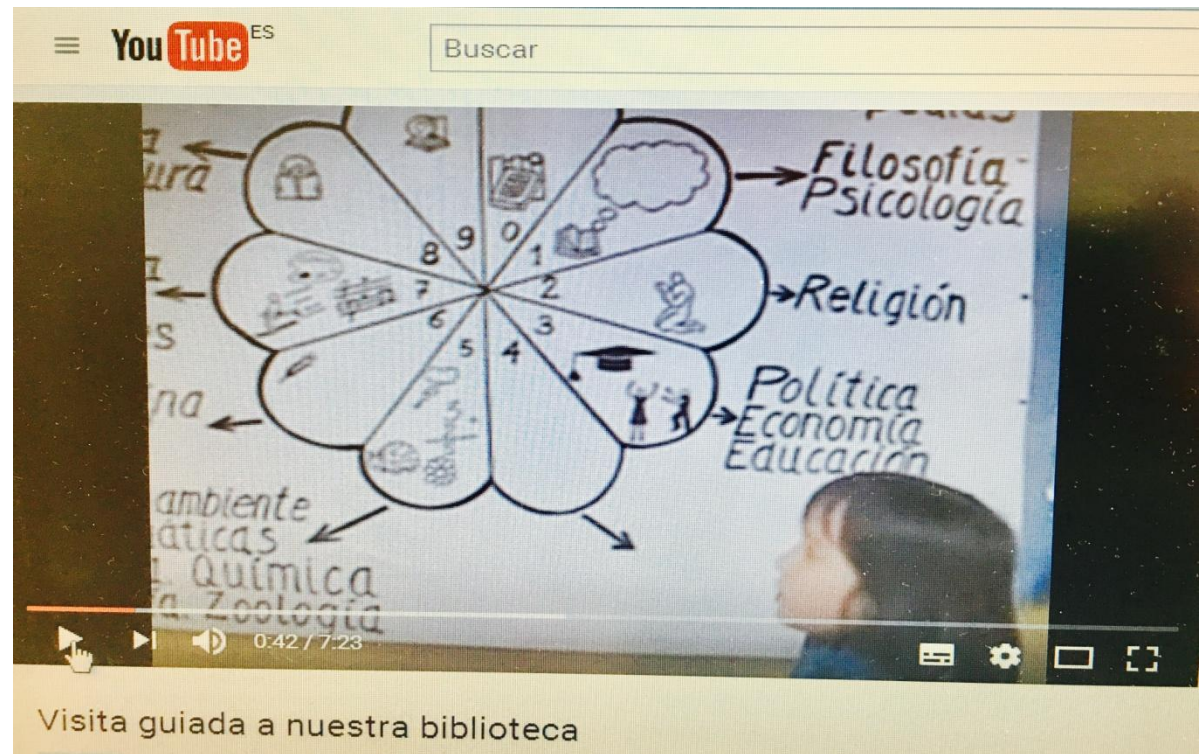 YouTube ES
Buscar
Filosofía
Psicología
Religión
Política
Economía
Educación
ambiente
Química
Zoología
8 9 0 1
7 2
6 3
5 4
0:42 / 7:23
Visita guiada a nuestra biblioteca